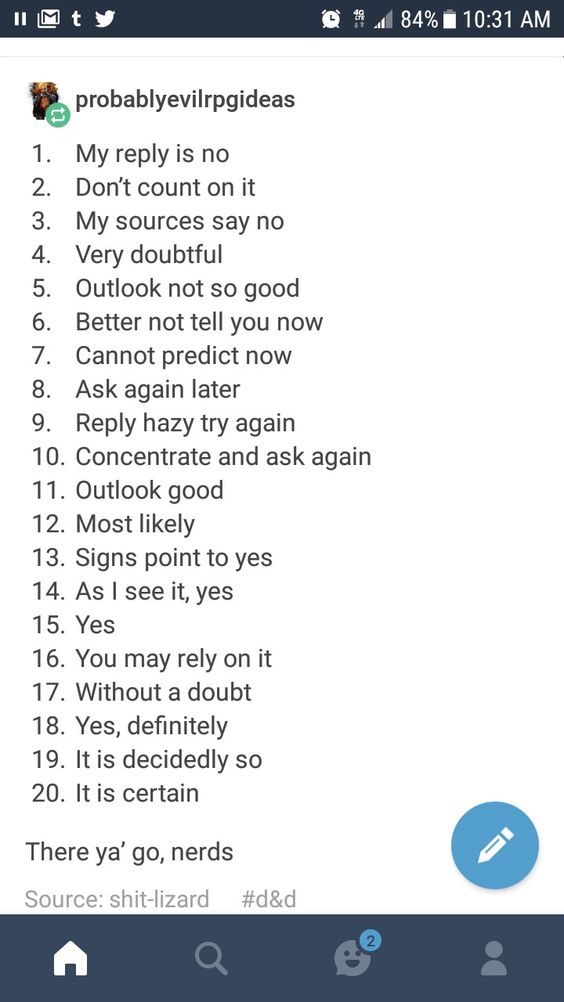 84% 10:31 AM
probablyevilrpgideas
1. My reply is no
2. Don't count on it
3. My sources say no
4. Very doubtful
5. Outlook not so good
6. Better not tell you now
7. Cannot predict now
8. Ask again later
9. Reply hazy try again
10. Concentrate and ask again
11. Outlook good
12. Most likely
13. Signs point to yes
14. As I see it, yes
15. Yes
16. You may rely on it
17. Without a doubt
18. Yes, definitely
19. It is decidedly so
20. It is certain
There ya' go, nerds
Source: shit-lizard #d&d
2